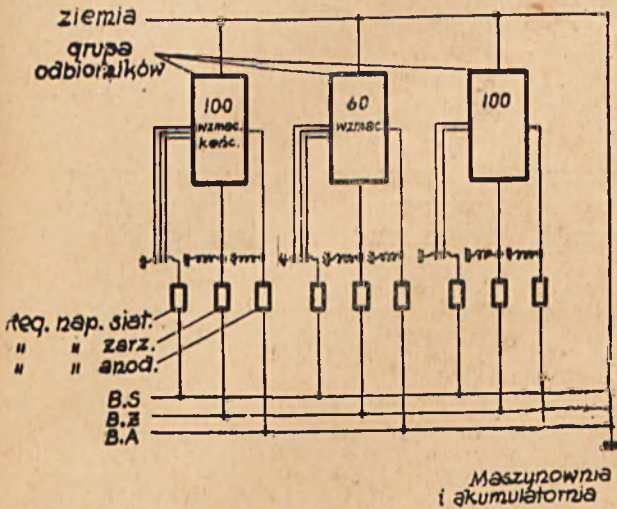 ziemia
grupa
odbiorników
100
wzmac.
końc.
60
wzmac.
100
Reg. nap. siat.
" " zarz.
" " anod.
B.S
B.Ż
B.A
Maszynownia
i akumulatornia